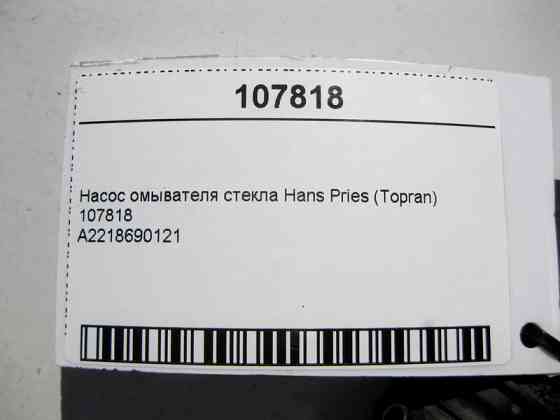 107818
Насос омывателя стекла Hans Pries (Topran)
107818
A2218690121